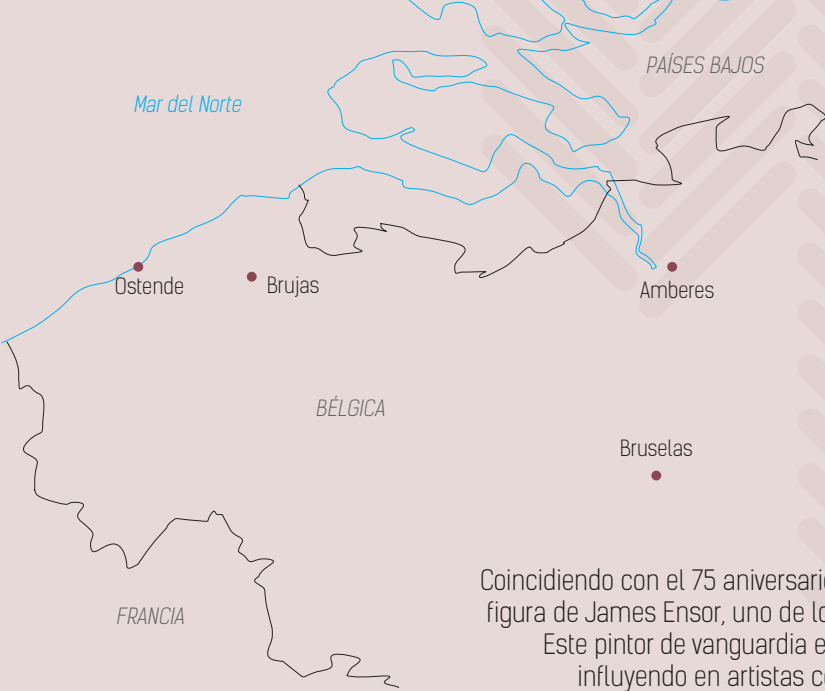 PAÍSES BAJOS
Mar del Norte
Ostende
Brujas
Amberes
BÉLGICA
Bruselas
Coincidiendo con el 75 aniversario
figura de James Ensor, uno de
Este pintor de vanguardia
influyendo en artistas
FRANCIA